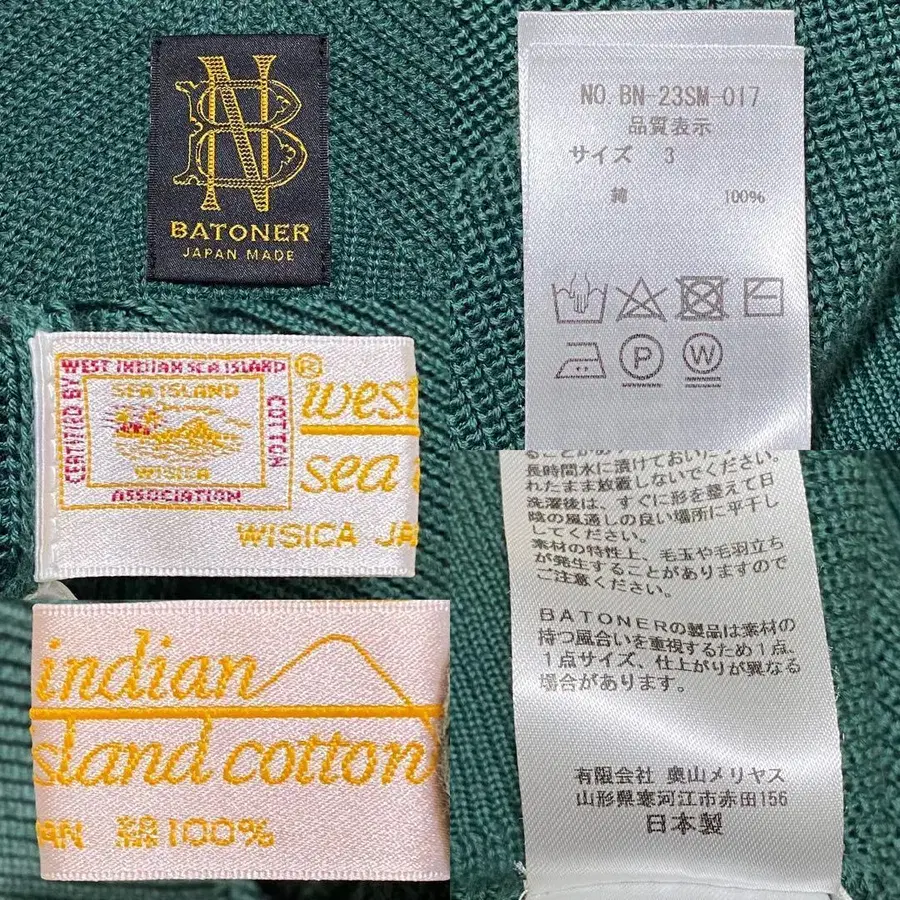 BATONER
JAPAN MADE
NO. BN-23SM-017
品質表示
サイズ 3
綿 100%
P
W
CERTIFIED BY
WEST INDIAN SEA ISLAND
COTTON
ASSOCIATION
SEA ISLAND
WISICA
®
west
sea
WISICA JA
indian
sland cotton
AN 綿100%
長時間水に漬けておいたり
れたまま放置しないでください。
洗濯後は、すぐに形を整えて日
陰の風通しの良い場所に平干し
してください。
素材の特性上、毛玉や毛羽立ち
が発生することがありますので
ご注意ください。
BATONERの製品は素材の
持つ風合いを重視するため1点、
1点サイズ、仕上がりが異なる
場合があります。
有限会社 奥山メリヤス
山形県寒河江市赤田156
日本製